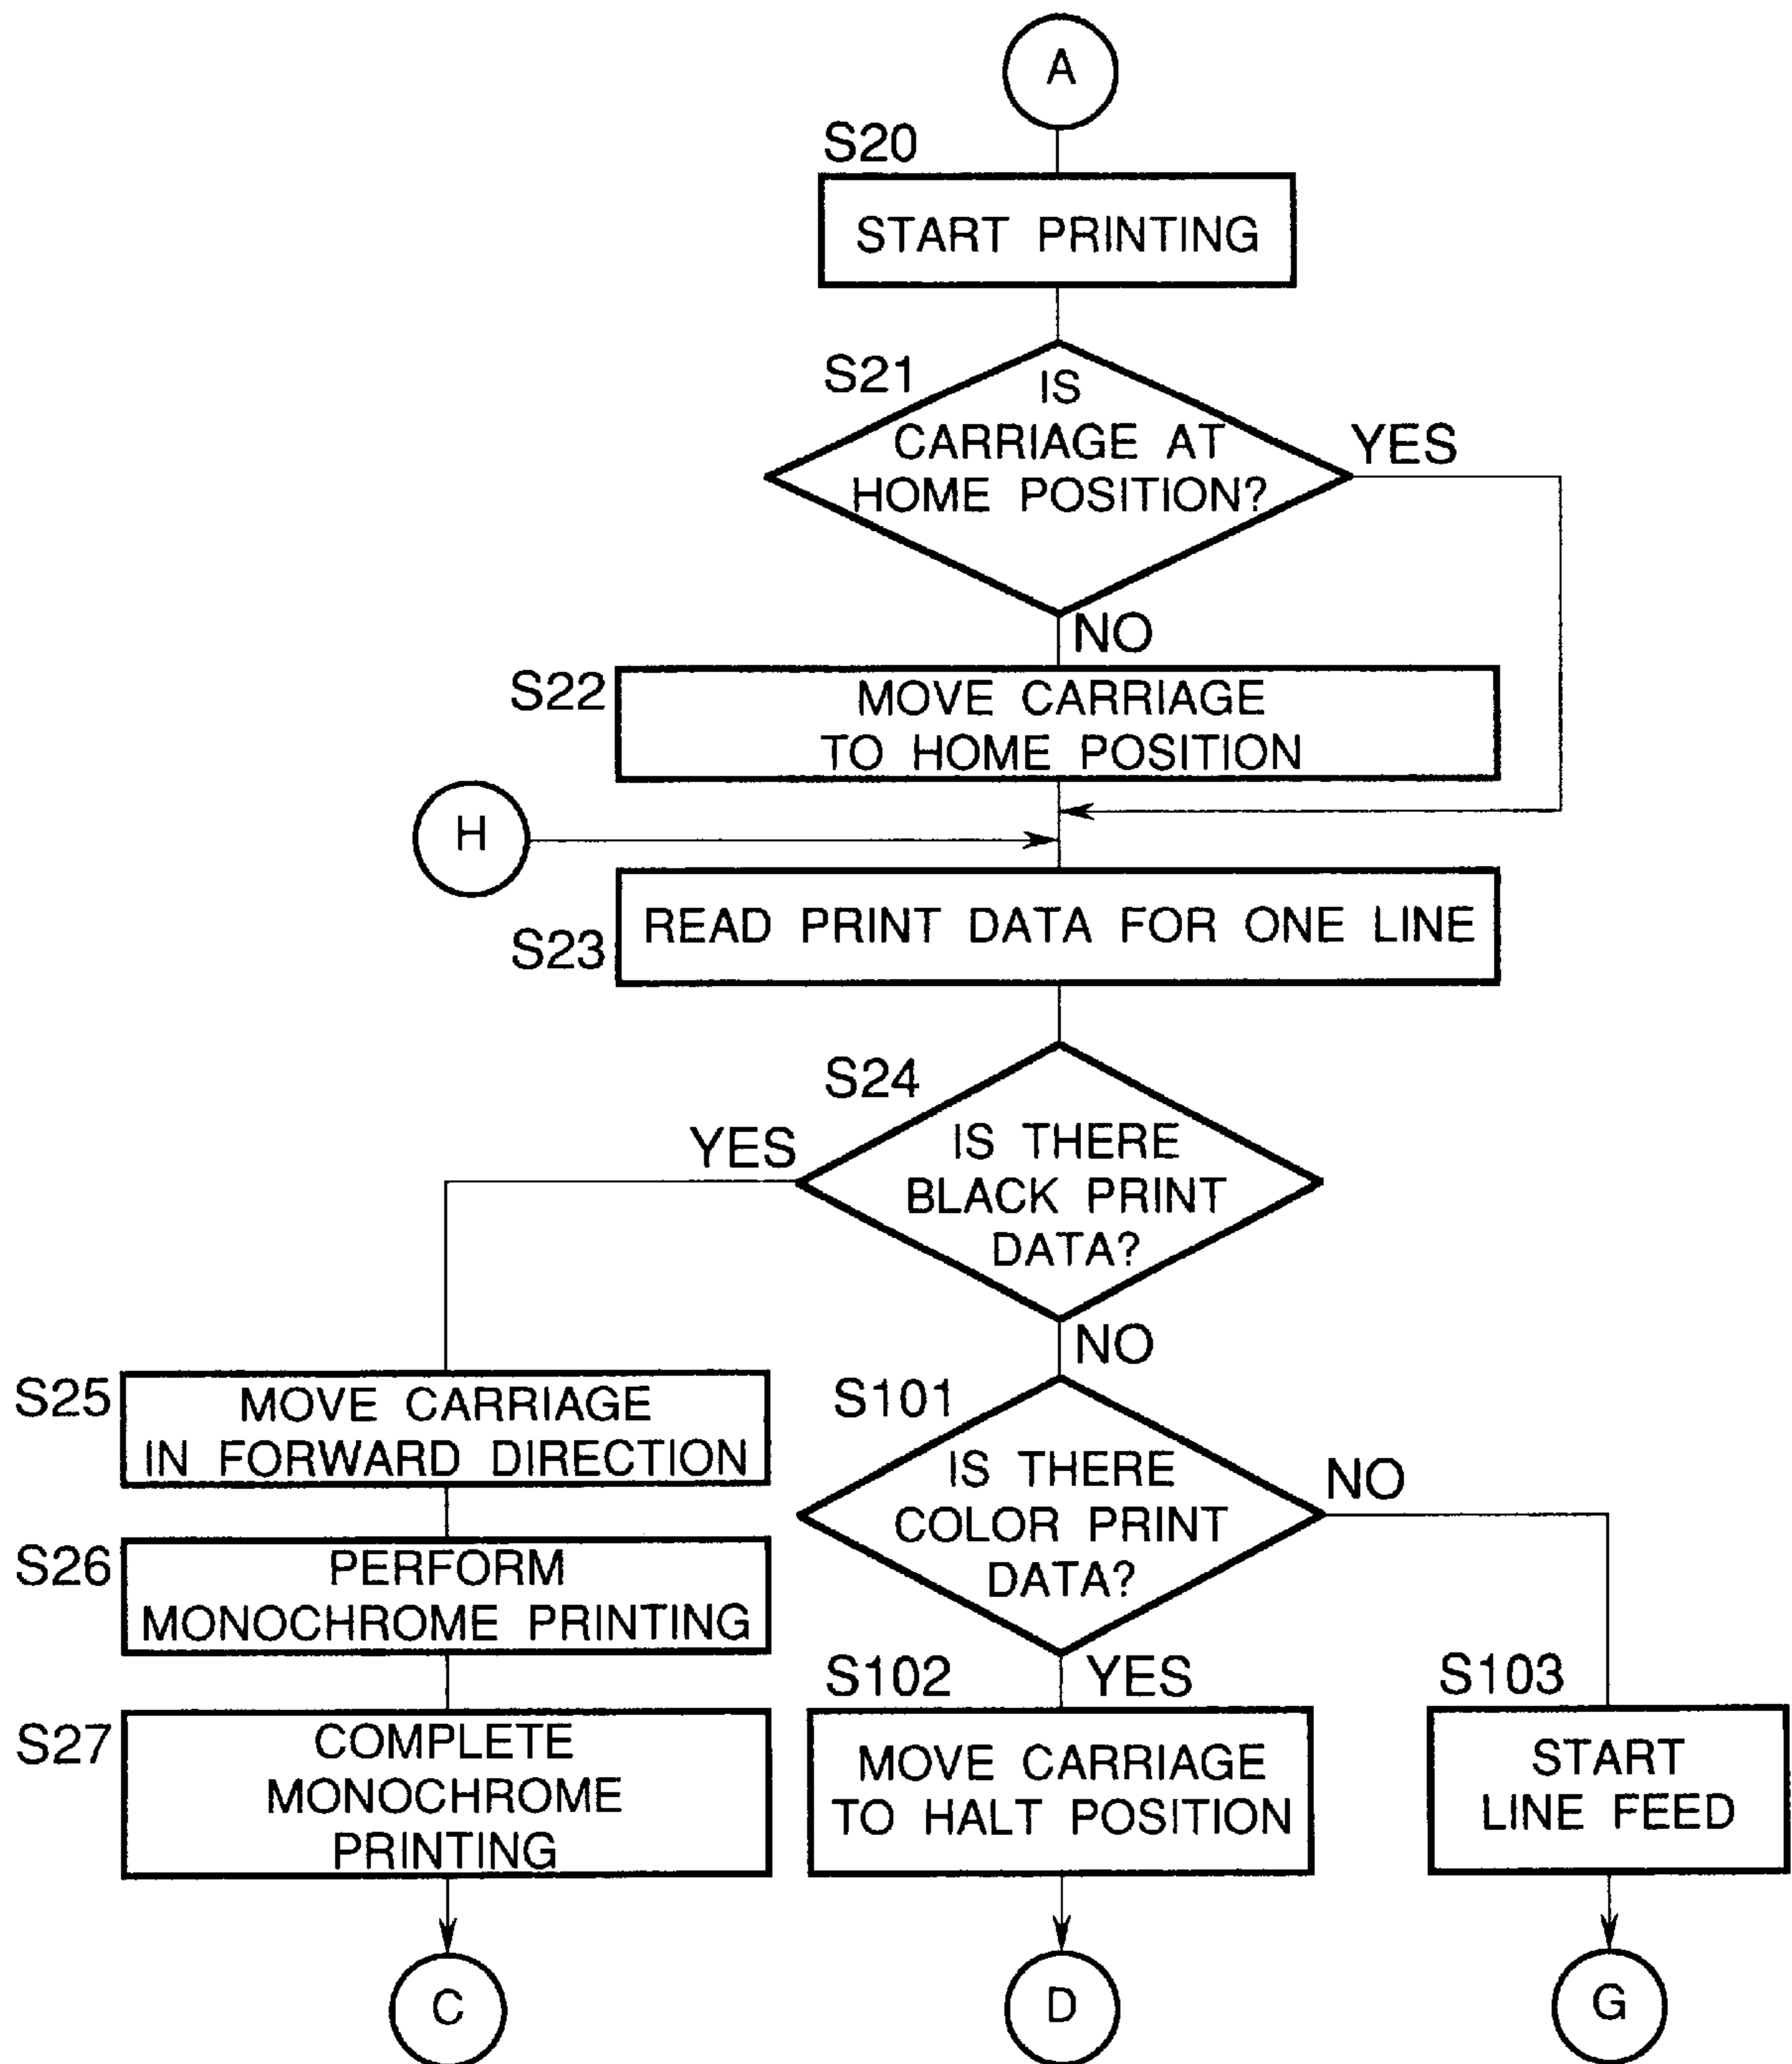 A
S20
START PRINTING
S21
IS
CARRIAGE AT
HOME POSITION?
YES
NO
S22
MOVE CARRIAGE
TO HOME POSITION
H
S23
READ PRINT DATA FOR ONE LINE
S24
IS THERE
BLACK PRINT
DATA?
YES
NO
S25
MOVE CARRIAGE
IN FORWARD DIRECTION
S26
PERFORM
MONOCHROME PRINTING
S27
COMPLETE
MONOCHROME
PRINTING
C
S101
IS THERE
COLOR PRINT
DATA?
NO
YES
S102
MOVE CARRIAGE
TO HALT POSITION
D
S103
START
LINE FEED
G